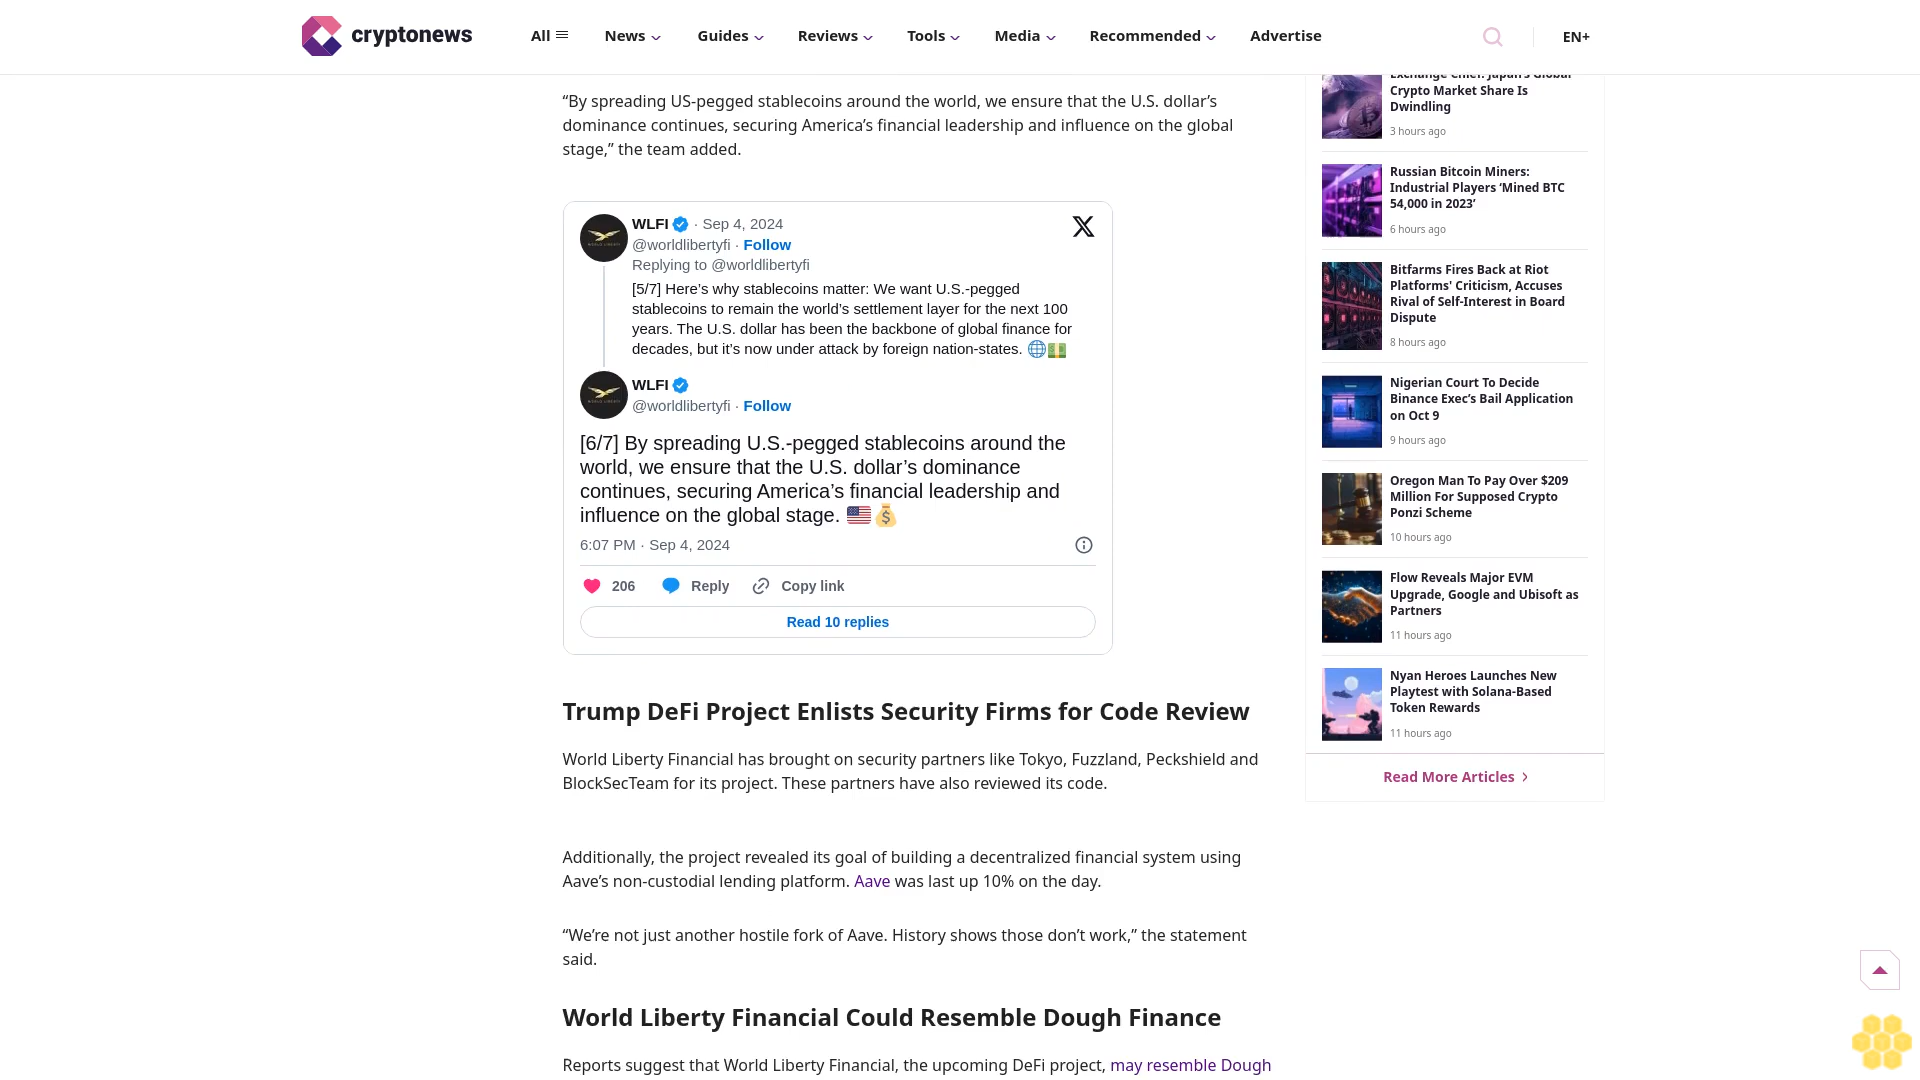 cryptonews
All
News
Guides
Reviews
Tools
Media
Recommended
Advertise
EN+
“By spreading US-pegged stablecoins around the world, we ensure that the U.S. dollar’s
dominance continues, securing America’s financial leadership and influence on the global
stage,” the team added.
WLFI · Sep 4, 2024
@worldlibertyfi · Follow
Replying to @worldlibertyfi
[5/7] Here’s why stablecoins matter: We want U.S.-pegged
stablecoins to remain the world’s settlement layer for the next 100
years. The U.S. dollar has been the backbone of global finance for
decades, but it’s now under attack by foreign nation-states. 🌐💵
WLFI
@worldlibertyfi · Follow
[6/7] By spreading U.S.-pegged stablecoins around the
world, we ensure that the U.S. dollar’s dominance
continues, securing America’s financial leadership and
influence on the global stage. 🇺🇸💰
6:07 PM · Sep 4, 2024
206
Reply
Copy link
Read 10 replies
Trump DeFi Project Enlists Security Firms for Code Review
World Liberty Financial has brought on security partners like Tokyo, Fuzzland, Peckshield and
BlockSecTeam for its project. These partners have also reviewed its code.
Additionally, the project revealed its goal of building a decentralized financial system using
Aave’s non-custodial lending platform. Aave was last up 10% on the day.
“We’re not just another hostile fork of Aave. History shows those don’t work,” the statement
said.
World Liberty Financial Could Resemble Dough Finance
Reports suggest that World Liberty Financial, the upcoming DeFi project, may resemble Dough
Exchange Chief: Japan’s Global
Crypto Market Share Is
Dwindling
3 hours ago
Russian Bitcoin Miners:
Industrial Players ‘Mined BTC
54,000 in 2023’
6 hours ago
Bitfarms Fires Back at Riot
Platforms' Criticism, Accuses
Rival of Self-Interest in Board
Dispute
8 hours ago
Nigerian Court To Decide
Binance Exec’s Bail Application
on Oct 9
9 hours ago
Oregon Man To Pay Over $209
Million For Supposed Crypto
Ponzi Scheme
10 hours ago
Flow Reveals Major EVM
Upgrade, Google and Ubisoft as
Partners
11 hours ago
Nyan Heroes Launches New
Playtest with Solana-Based
Token Rewards
11 hours ago
Read More Articles